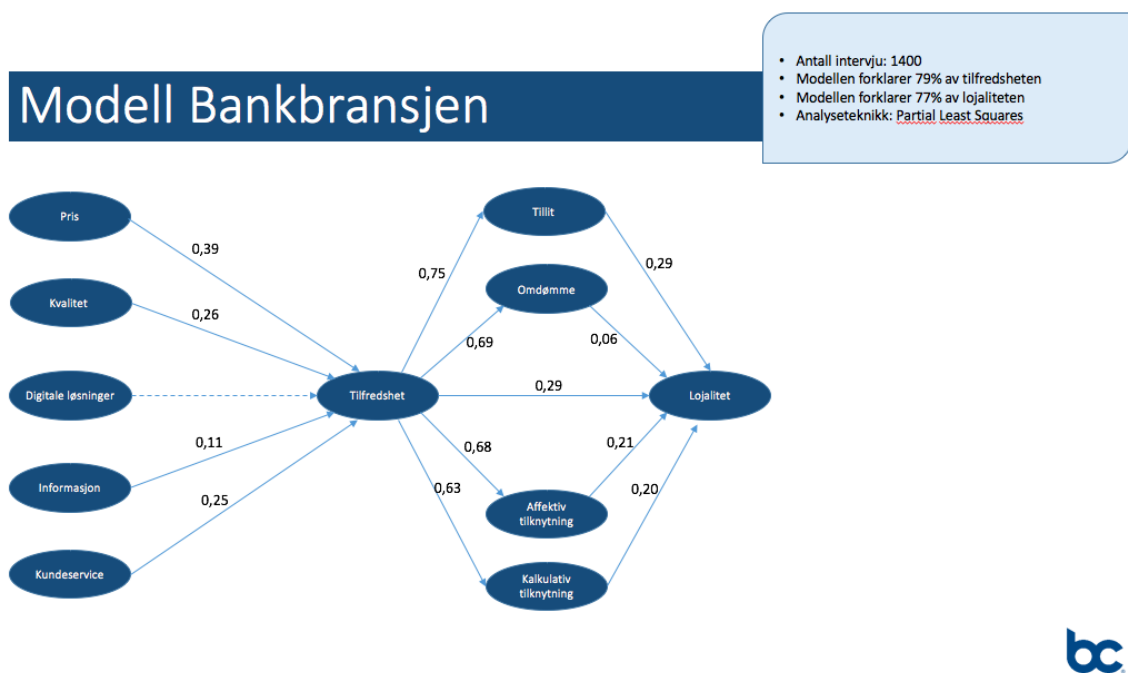 • Antall intervju: 1400
• Modellen forklarer 79% av tilfredsheten
• Modellen forklarer 77% av lojaliteten
• Analyseteknikk: Partial Least Squares
Modell Bankbransjen
Pris
Tillit
0,39
0,75
0,29
Kvalitet
Omdømme
0,26
0,69
0,06
Digitale løsninger
Tilfredshet
0,29
Lojalitet
0,11
0,68
0,21
Informasjon
0,25
0,63
0,20
Affektiv
tilknytning
Kundeservice
Kalkulativ
tilknytning
bc